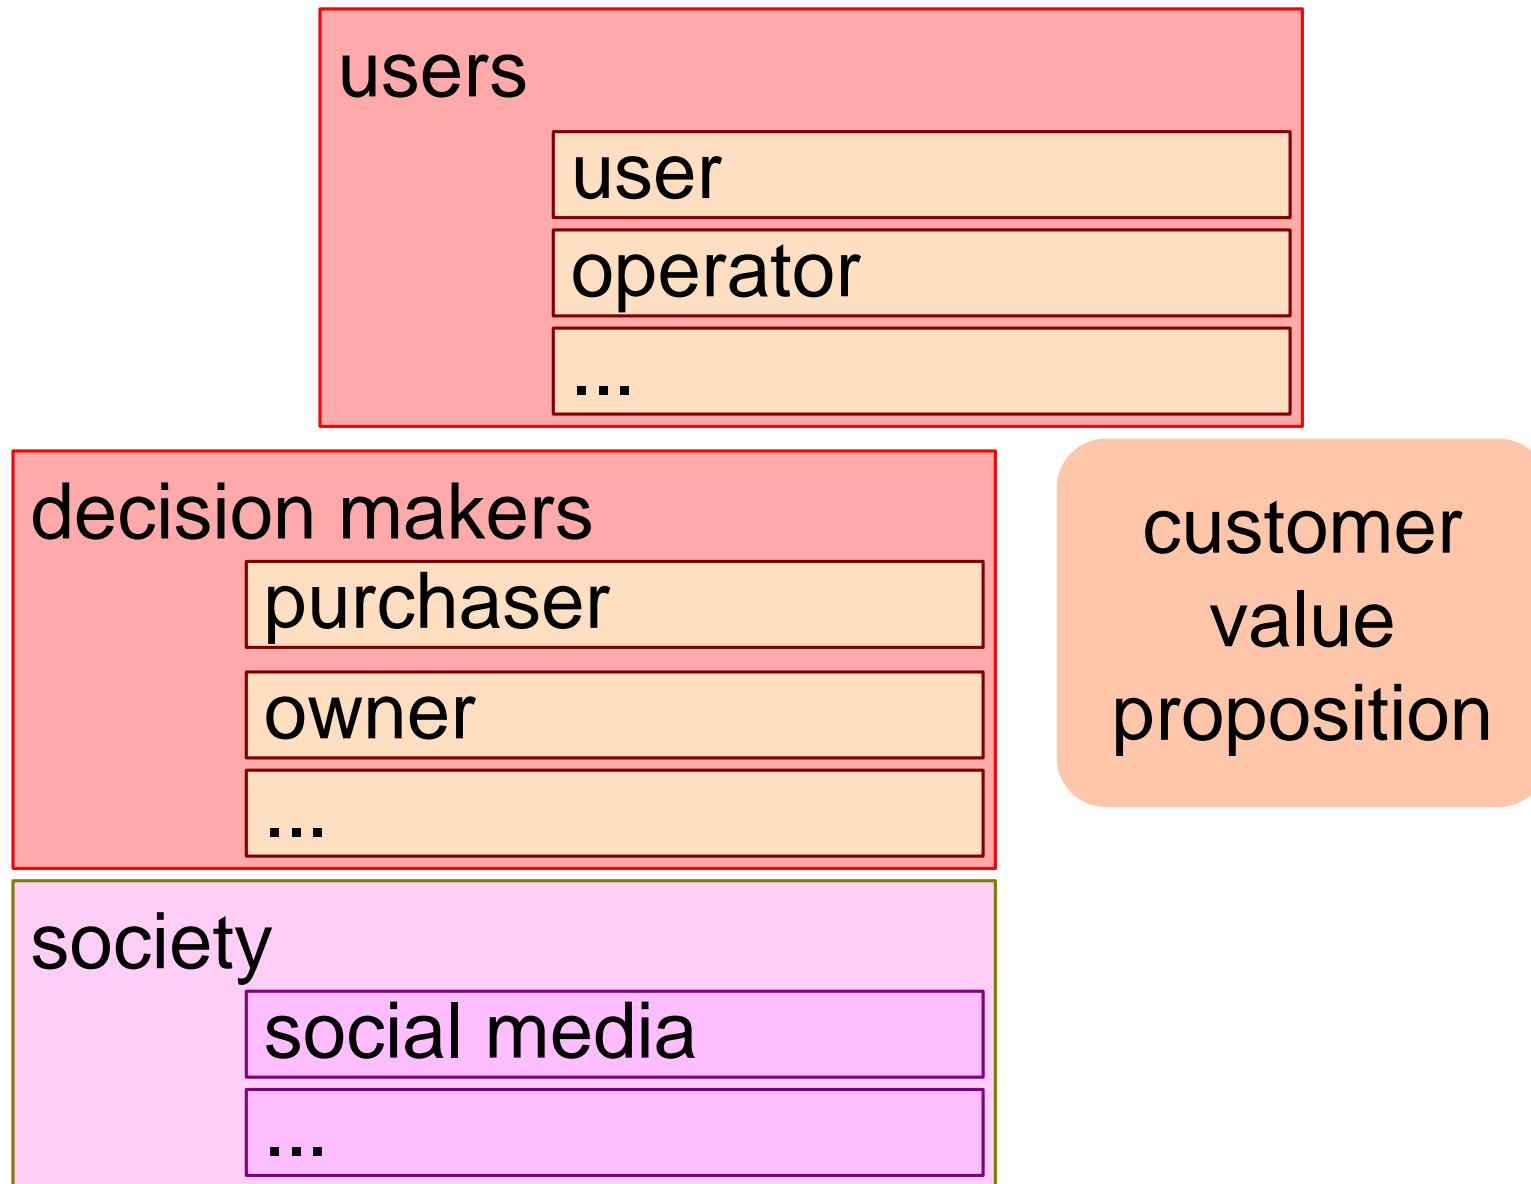 users
user
operator
...
decision makers
purchaser
owner
...
customer
value
proposition
society
social media
...